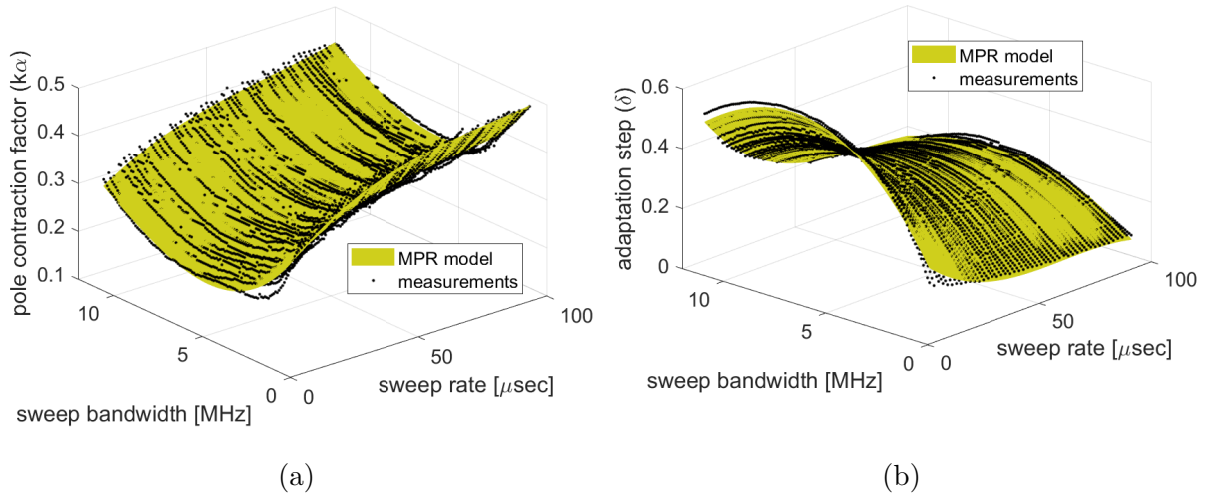 pole contraction factor (kα)
0.5
0.4
0.3
0.2
0.1
10
5
0
sweep bandwidth [MHz]
0
50
100
sweep rate [μsec]
MPR model
measurements
(a)
adaptation step (δ)
0.6
0.4
0.2
0
10
5
0
sweep bandwidth [MHz]
0
50
100
sweep rate [μsec]
MPR model
measurements
(b)